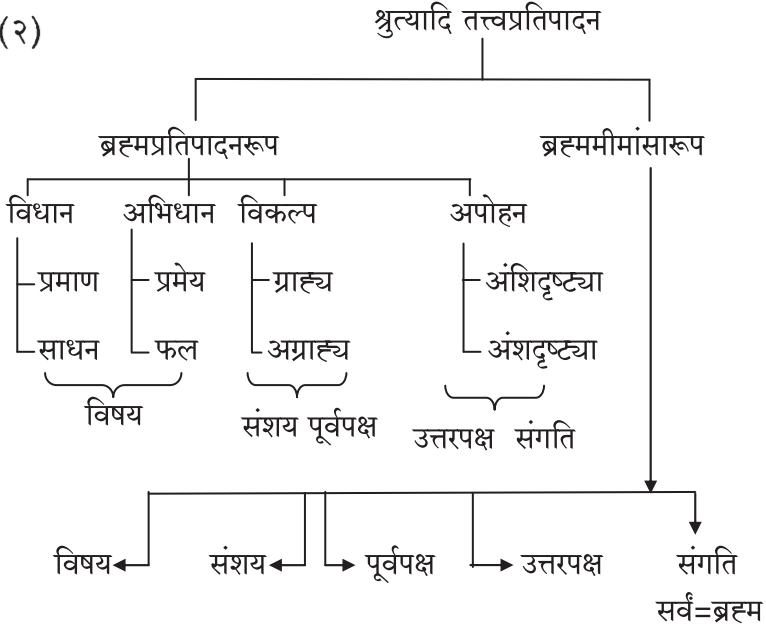 (२) श्रुत्यादि तत्त्वप्रतिपादन
ब्रह्मप्रतिपादनरूप ब्रह्ममीमांसारूप
विधान अभिधान विकल्प अपोहन
प्रमाण प्रमेय ग्राह्य अंशिदृष्ट्या
साधन फल अग्राह्य अंशदृष्ट्या
विषय संशय पूर्वपक्ष उत्तरपक्ष संगति
विषय संशय पूर्वपक्ष उत्तरपक्ष संगति
सर्वं=ब्रह्म